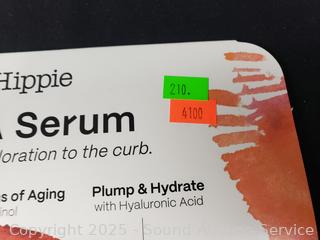 Hippie
210.
4100
Serum
oration to the curb.
s of Aging
inol
Plump & Hydrate
with Hyaluronic Acid
Copyright 2025 - Sound Auction Service